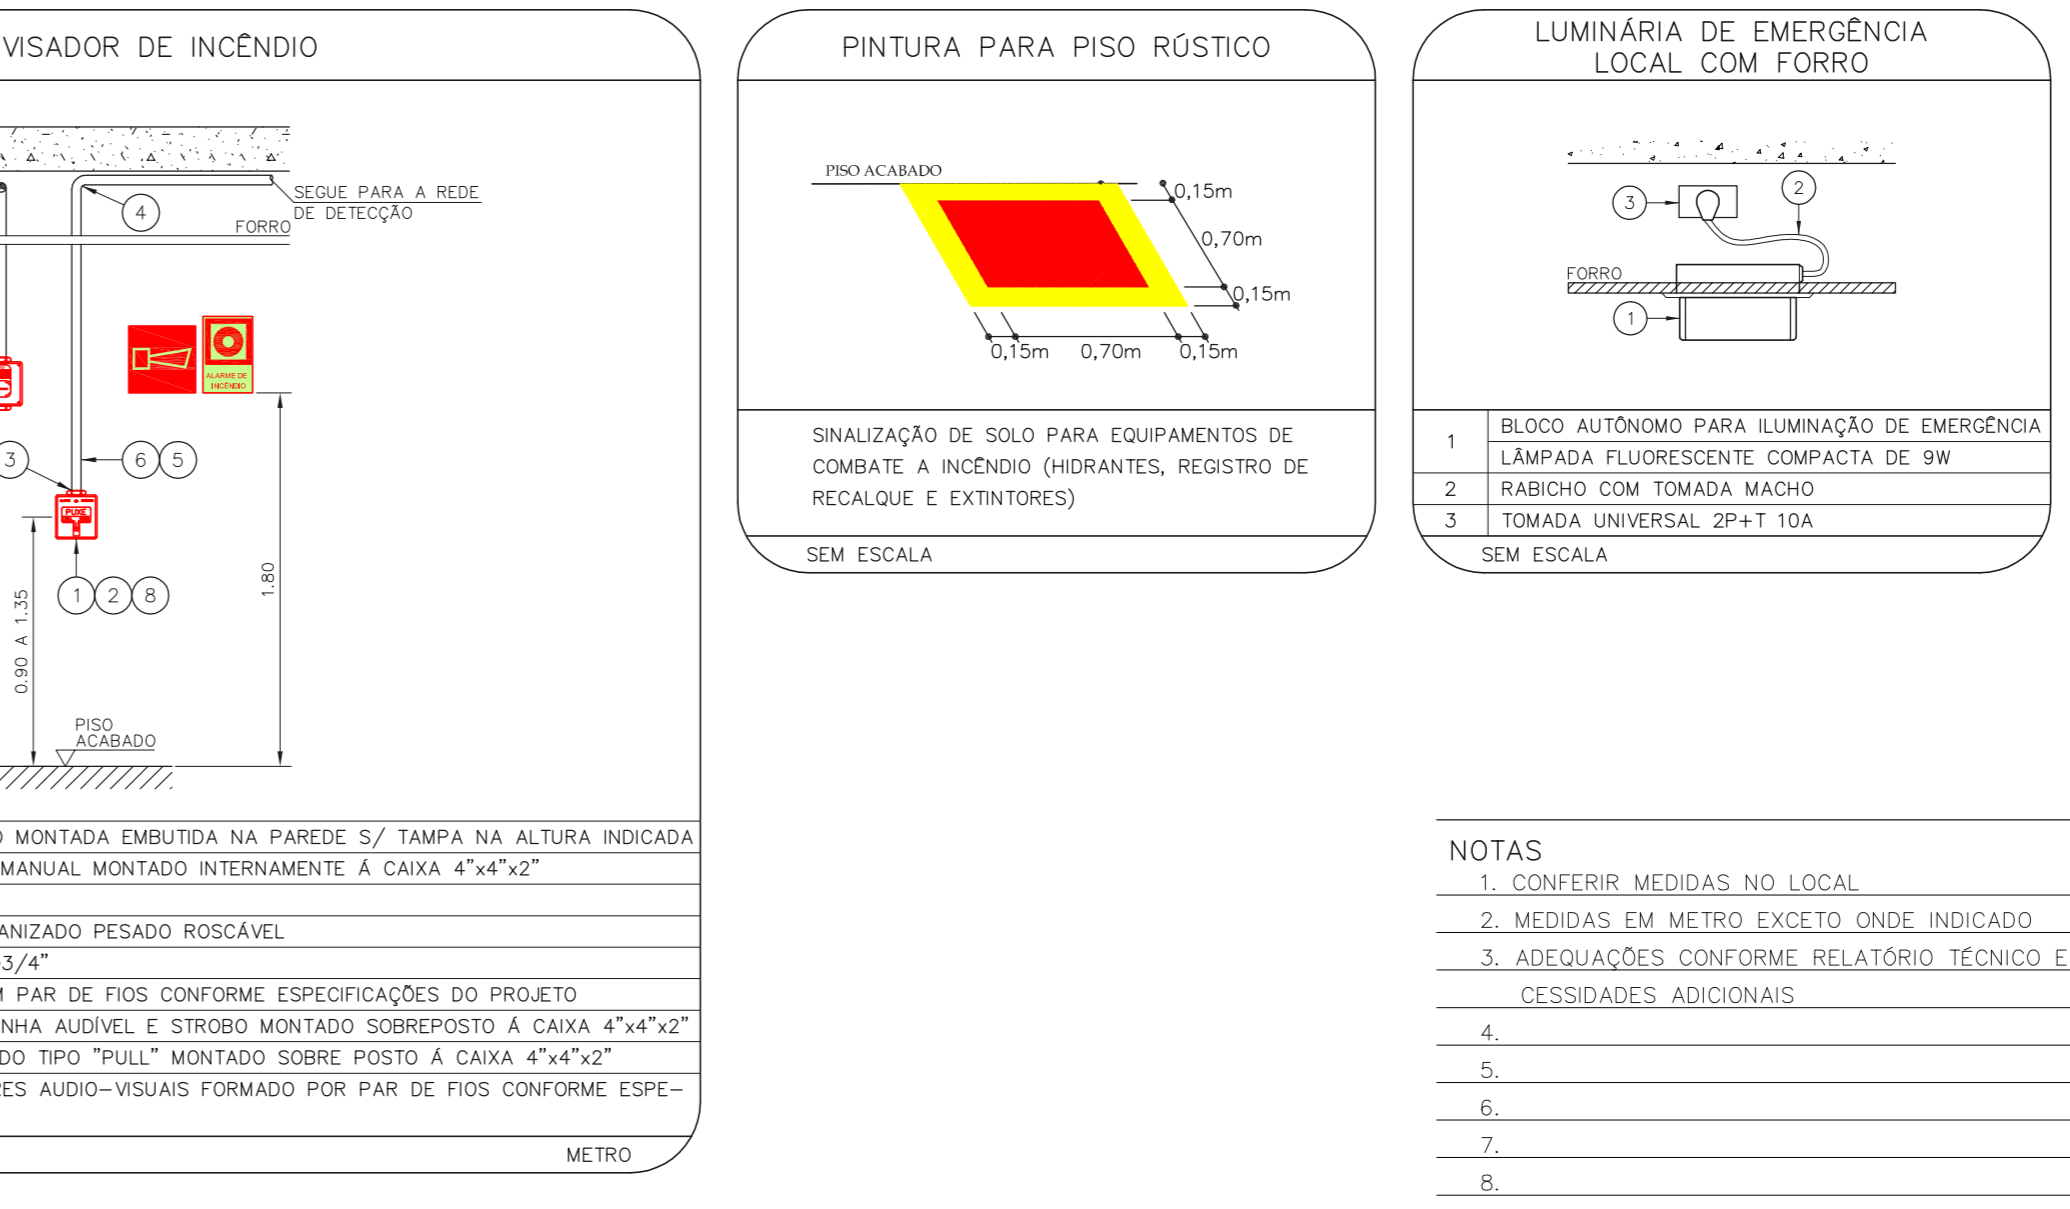 VISADOR DE INCÊNDIO
SEGUE PARA A REDE
DE DETECÇÃO
4
FORRO
ALARME DE
INCÊNDIO
3
6
5
PUXE
1
2
8
0.90 A 1.35
1.80
PISO
ACABADO
O MONTADA EMBUTIDA NA PAREDE S/ TAMPA NA ALTURA INDICADA
MANUAL MONTADO INTERNAMENTE Á CAIXA 4"x4"x2"
ANIZADO PESADO ROSCÁVEL
3/4"
M PAR DE FIOS CONFORME ESPECIFICAÇÕES DO PROJETO
NHA AUDÍVEL E STROBO MONTADO SOBREPOSTO Á CAIXA 4"x4"x2"
DO TIPO "PULL" MONTADO SOBRE POSTO Á CAIXA 4"x4"x2"
RES AUDIO-VISUAIS FORMADO POR PAR DE FIOS CONFORME ESPE-
METRO
PINTURA PARA PISO RÚSTICO
PISO ACABADO
0,15m
0,70m
0,15m
0,15m 0,70m 0,15m
SINALIZAÇÃO DE SOLO PARA EQUIPAMENTOS DE
COMBATE A INCÊNDIO (HIDRANTES, REGISTRO DE
RECALQUE E EXTINTORES)
SEM ESCALA
LUMINÁRIA DE EMERGÊNCIA
LOCAL COM FORRO
2
3
FORRO
1
1 BLOCO AUTÔNOMO PARA ILUMINAÇÃO DE EMERGÊNCIA
LÂMPADA FLUORESCENTE COMPACTA DE 9W
2 RABICHO COM TOMADA MACHO
3 TOMADA UNIVERSAL 2P+T 10A
SEM ESCALA
NOTAS
1. CONFERIR MEDIDAS NO LOCAL
2. MEDIDAS EM METRO EXCETO ONDE INDICADO
3. ADEQUAÇÕES CONFORME RELATÓRIO TÉCNICO E
CESSIDADES ADICIONAIS
4.
5.
6.
7.
8.